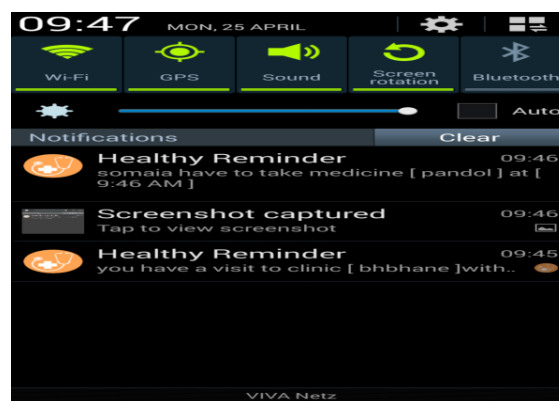 09:47 MON, 25 APRIL
Wi-Fi GPS Sound Screen rotation Bluetooth
Auto
Notifications Clear
Healthy Reminder 09:46
somaia have to take medicine [ pandol ] at [
9:46 AM ]
Screenshot captured 09:46
Tap to view screenshot
Healthy Reminder 09:45
you have a visit to clinic [ bhbhane ]with..
VIVA Netz